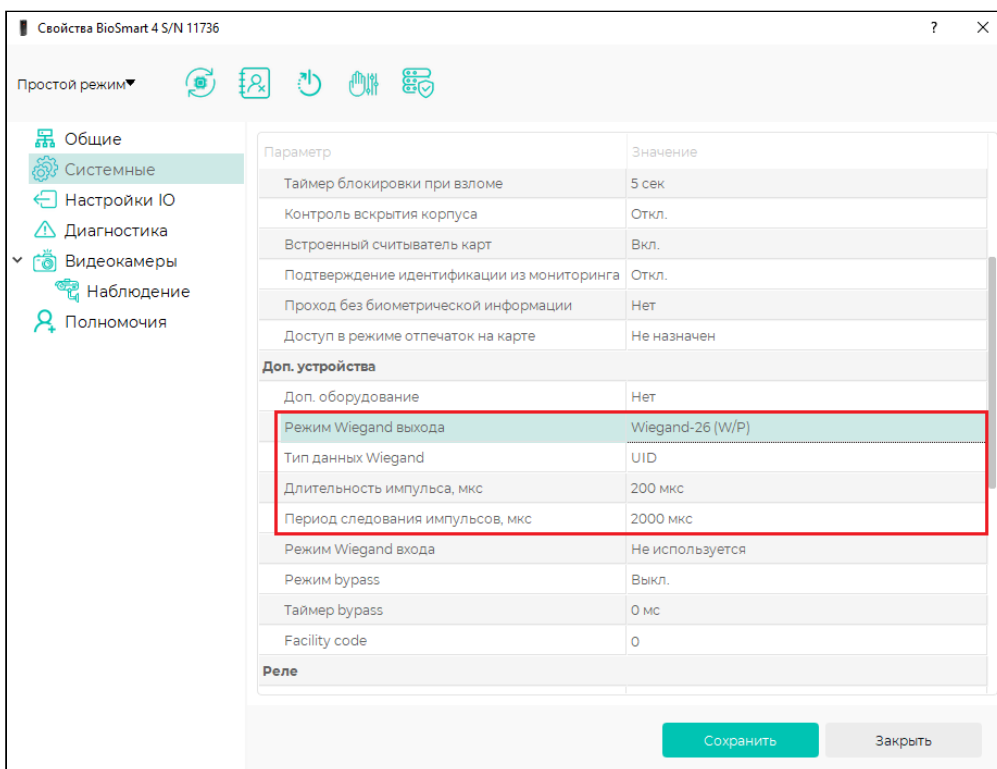 Свойства BioSmart 4 S/N 11736 ?
Простой режим
Общие
Системные
Настройки IO
Диагностика
Видеокамеры
Наблюдение
Полномочия
Параметр Значение
Таймер блокировки при взломе 5 сек
Контроль вскрытия корпуса Откл.
Встроенный считыватель карт Вкл.
Подтверждение идентификации из мониторинга Откл.
Проход без биометрической информации Нет
Доступ в режиме отпечаток на карте Не назначен
Доп. устройства
Доп. оборудование Нет
Режим Wiegand выхода Wiegand-26 (W/P)
Тип данных Wiegand UID
Длительность импульса, мкс 200 мкс
Период следования импульсов, мкс 2000 мкс
Режим Wiegand входа Не используется
Режим bypass Выкл.
Таймер bypass 0 мс
Facility code 0
Реле
Сохранить Закрыть